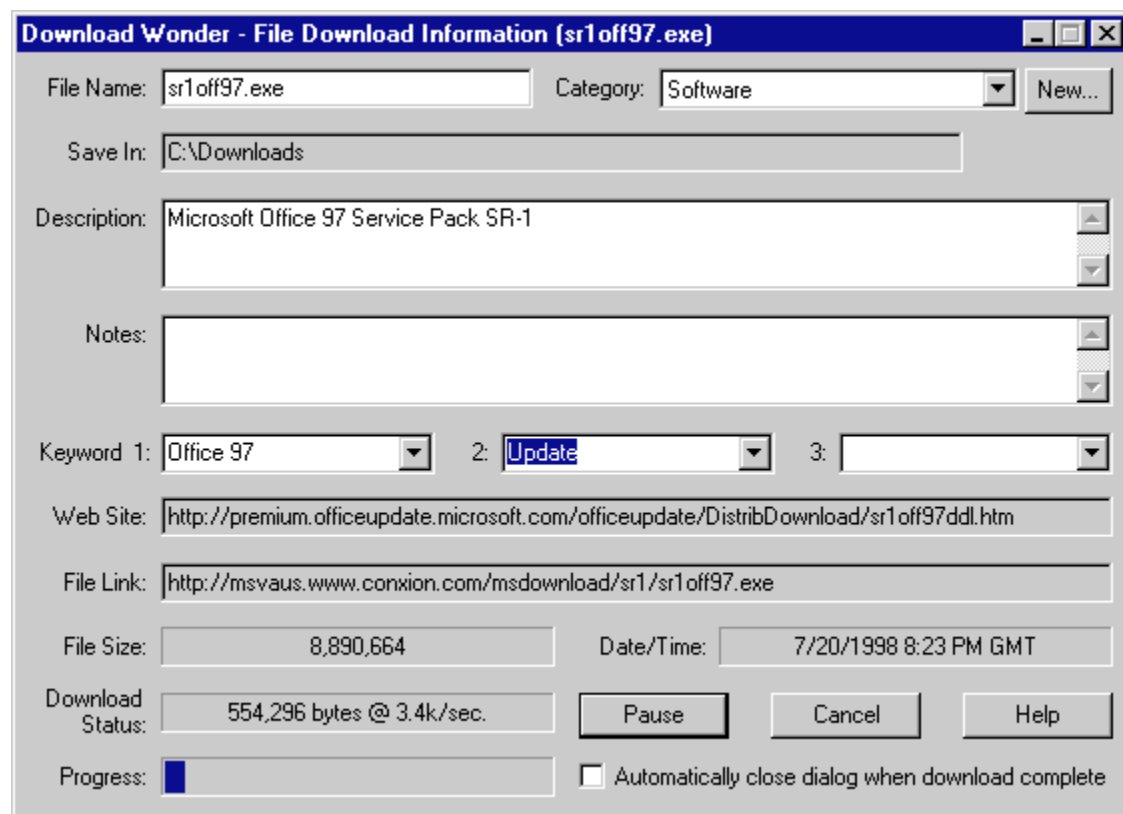 Download Wonder - File Download Information (sr1off97.exe)
File Name: sr1off97.exe Category: Software New...
Save In: C:\Downloads
Description: Microsoft Office 97 Service Pack SR-1
Notes:
Keyword 1: Office 97 2: Update 3:
Web Site: http://premium.officeupdate.microsoft.com/officeupdate/DistribDownload/sr1off97ddl.htm
File Link: http://msvaus.www.conxion.com/msdownload/sr1/sr1off97.exe
File Size: 8,890,664 Date/Time: 7/20/1998 8:23 PM GMT
Download
Status: 554,296 bytes @ 3.4k/sec. Pause Cancel Help
Progress: Automatically close dialog when download complete